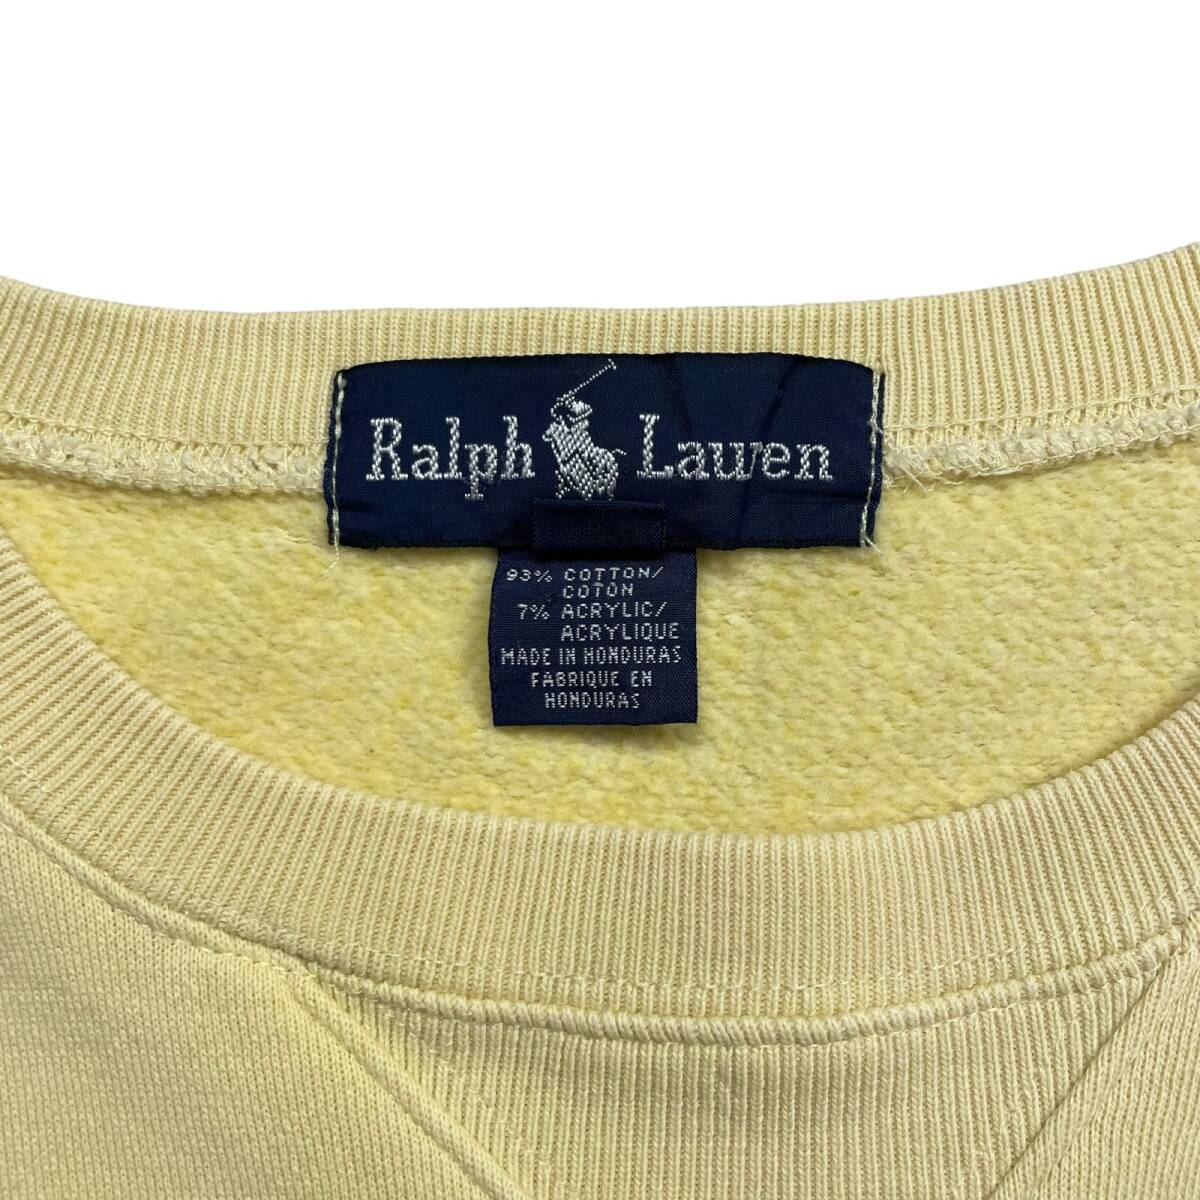 Ralph Lauren
93% COTTON/
COTON
7% ACRYLIC/
ACRYLIQUE
MADE IN HONDURAS
FABRIQUE EN
HONDURAS